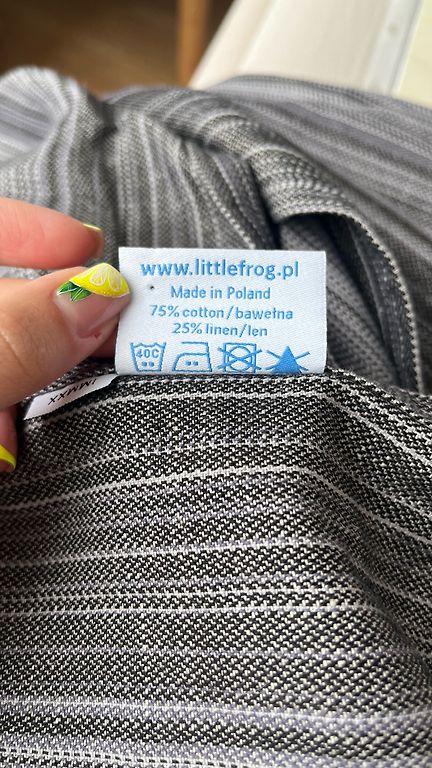 www.littlefrog.pl
Made in Poland
75% cotton/bawełna
25% linen/len
40C